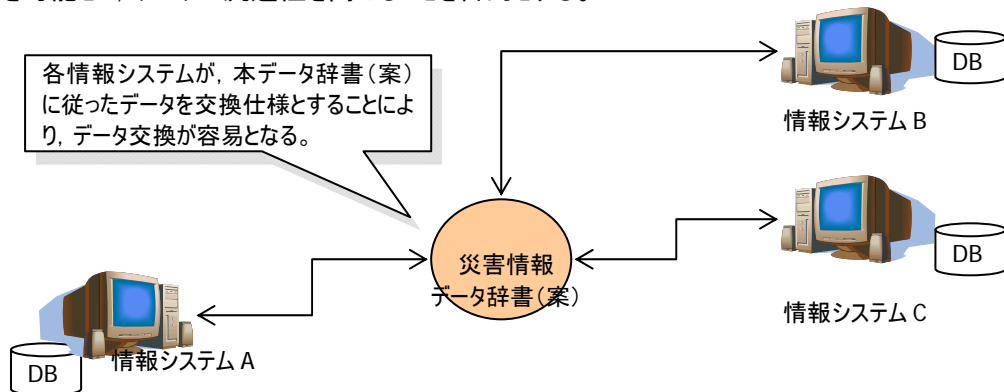 各情報システムが，本データ辞書（案）
に従ったデータを交換仕様とすることによ
り，データ交換が容易となる。
DB
情報システム B
DB
情報システム C
災害情報
データ辞書（案）
情報システム A
DB